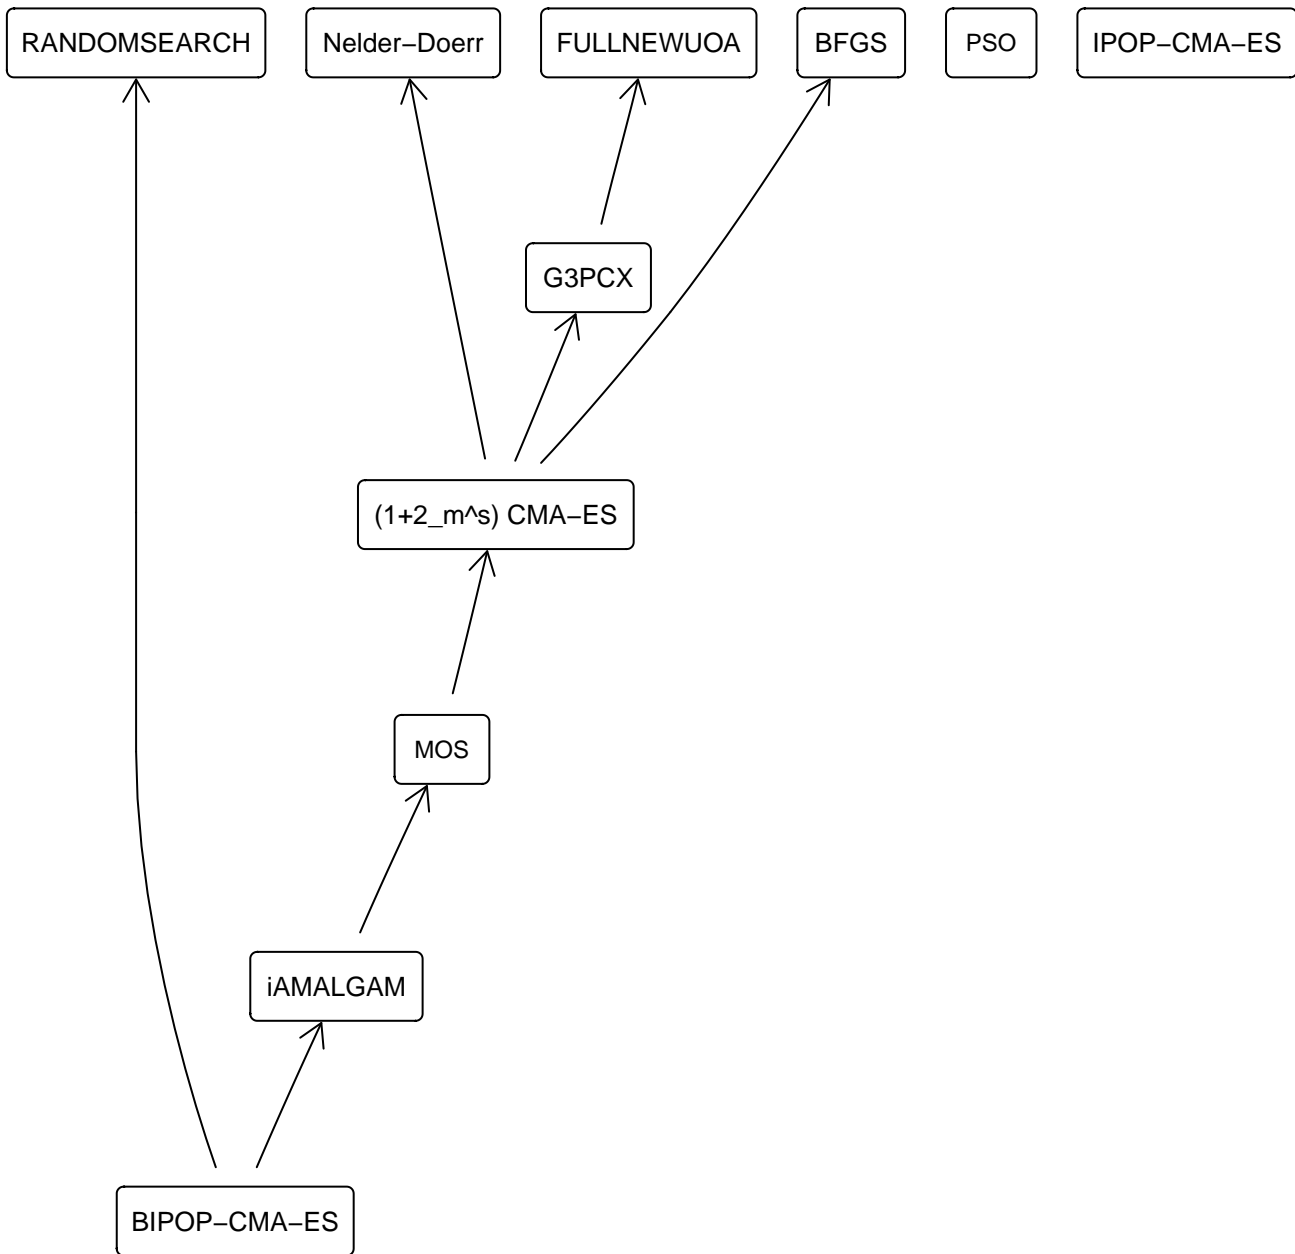 RANDOMSEARCH
Nelder−Doerr
FULLNEWUOA
BFGS
PSO
IPOP−CMA−ES
G3PCX
(1+2_m^s) CMA−ES
MOS
iAMALGAM
BIPOP−CMA−ES